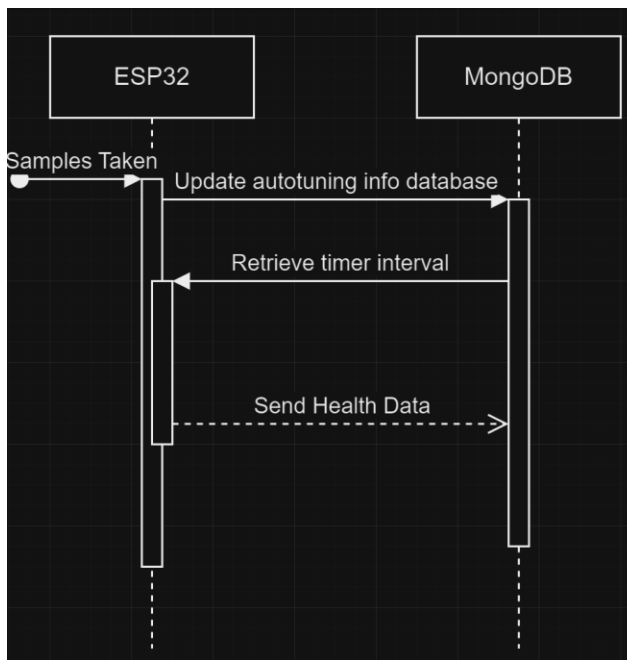 ESP32
MongoDB
Samples Taken
Update autotuning info database
Retrieve timer interval
Send Health Data